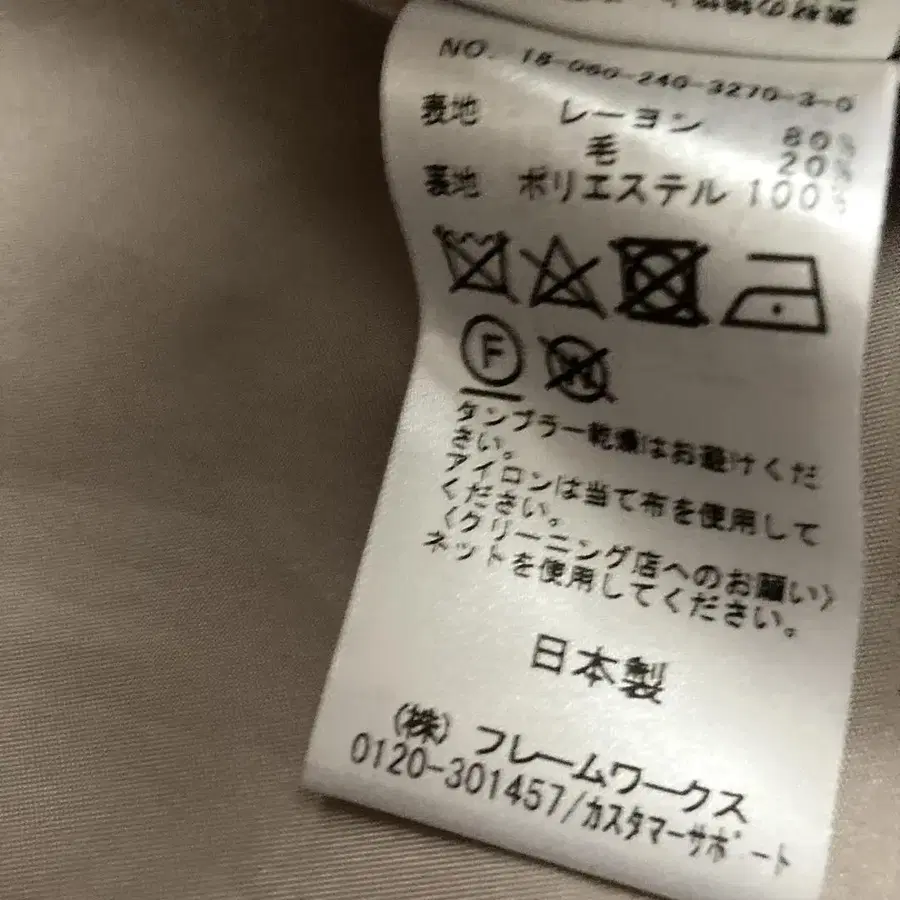 素材の特性
NO. 18-060-240-3270-3-0
表地 レーヨン 80%
毛 20%
裏地 ポリエステル 100%
F
W
タンブラー乾燥はお避けくだ
さい。
アイロンは当て布を使用して
ください。
〈クリーニング店へのお願い〉
ネットを使用してください。
日本製
(株) フレームワークス
0120-301457/カスタマーサポート